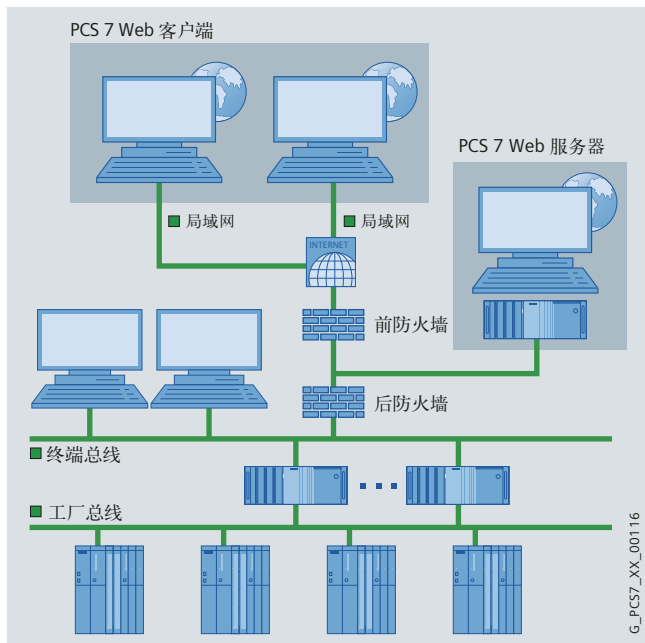 PCS 7 Web 客户端
PCS 7 Web 服务器
局域网
局域网
INTERNET
前防火墙
后防火墙
终端总线
工厂总线
G_PCS7_XX_00116